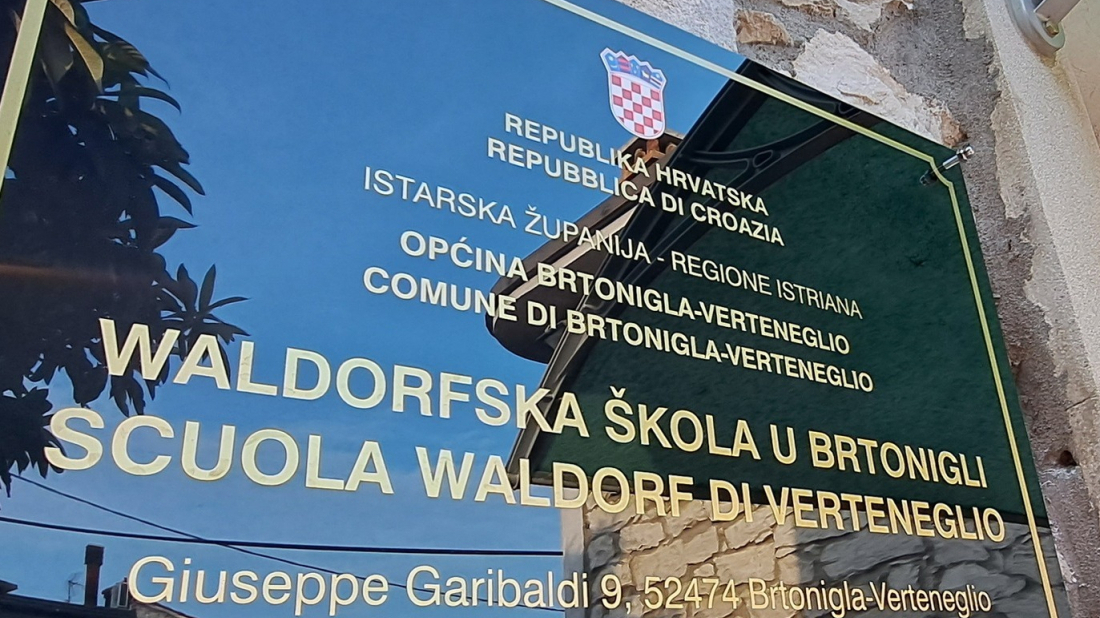 REPUBLIKA HRVATSKA
REPUBBLICA DI CROAZIA
ISTARSKA ŽUPANIJA - REGIONE ISTRIANA
OPĆINA BRTONIGLA-VERTENEGLIO
COMUNE DI BRTONIGLA-VERTENEGLIO
WALDORFSKA ŠKOLA U BRTONIGLI
SCUOLA WALDORF DI VERTENEGLIO
Giuseppe Garibaldi 9, 52474 Brtonigla-Verteneglio